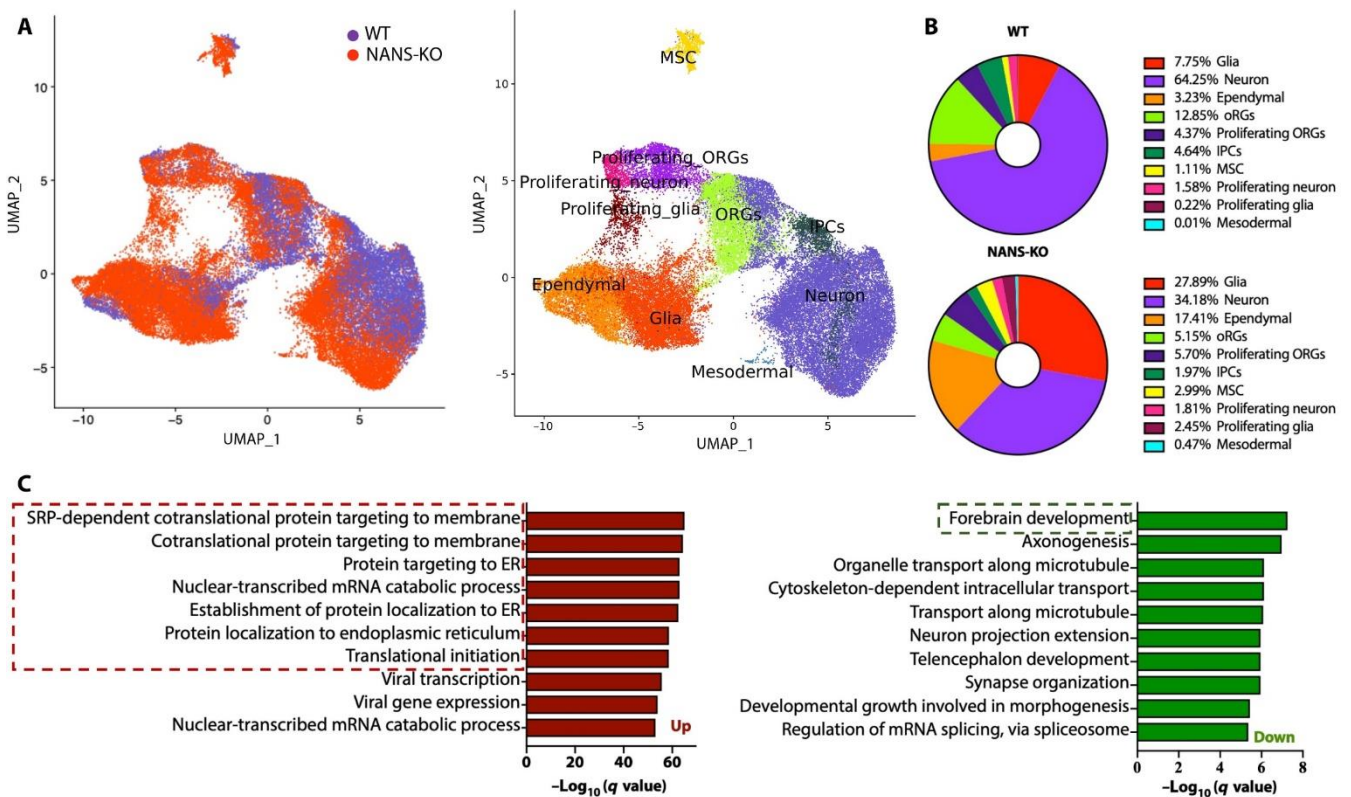 A
WT
NANS-KO
UMAP_2
10
5
0
−5
−10
−5
0
5
UMAP_1
MSC
Proliferating_ORGs
Proliferating_neuron
Proliferating_glia
ORGs
IPCs
Ependymal
Glia
Neuron
Mesodermal
UMAP_2
10
5
0
−5
−10
−5
0
5
UMAP_1
B
WT
7.75% Glia
64.25% Neuron
3.23% Ependymal
12.85% oRGs
4.37% Proliferating ORGs
4.64% IPCs
1.11% MSC
1.58% Proliferating neuron
0.22% Proliferating glia
0.01% Mesodermal
NANS-KO
27.89% Glia
34.18% Neuron
17.41% Ependymal
5.15% oRGs
5.70% Proliferating ORGs
1.97% IPCs
2.99% MSC
1.81% Proliferating neuron
2.45% Proliferating glia
0.47% Mesodermal
C
SRP-dependent cotranslational protein targeting to membrane
Cotranslational protein targeting to membrane
Protein targeting to ER
Nuclear-transcribed mRNA catabolic process
Establishment of protein localization to ER
Protein localization to endoplasmic reticulum
Translational initiation
Viral transcription
Viral gene expression
Nuclear-transcribed mRNA catabolic process
Up
0 20 40 60
−Log10 (q value)
Forebrain development
Axonogenesis
Organelle transport along microtubule
Cytoskeleton-dependent intracellular transport
Transport along microtubule
Neuron projection extension
Telencephalon development
Synapse organization
Developmental growth involved in morphogenesis
Regulation of mRNA splicing, via spliceosome
Down
0 2 4 6 8
−Log10 (q value)